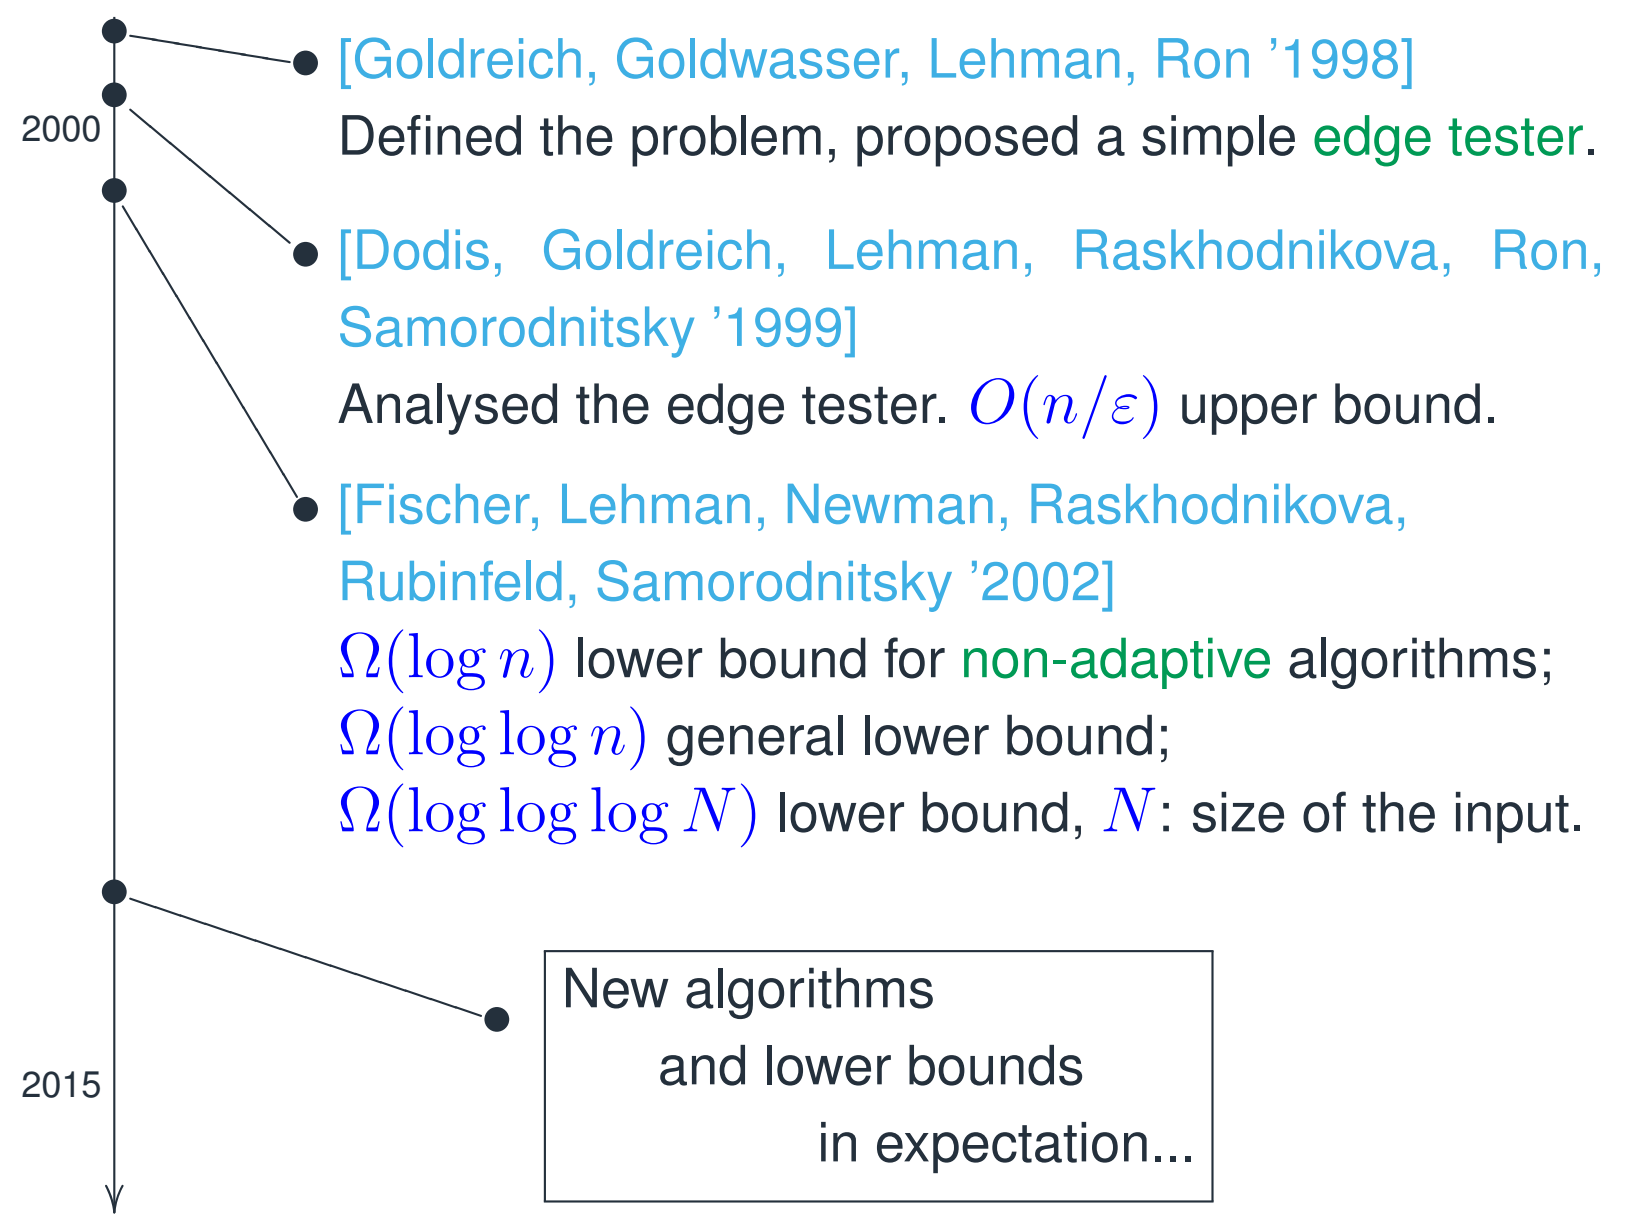 [Goldreich, Goldwasser, Lehman, Ron ’1998]
2000
Defined the problem, proposed a simple edge tester.
[Dodis, Goldreich, Lehman, Raskhodnikova, Ron,
Samorodnitsky ’1999]
Analysed the edge tester. O(n/ε) upper bound.
[Fischer, Lehman, Newman, Raskhodnikova,
Rubinfeld, Samorodnitsky ’2002]
Ω(log n) lower bound for non-adaptive algorithms;
Ω(log log n) general lower bound;
Ω(log log log N) lower bound, N: size of the input.
New algorithms
and lower bounds
2015
in expectation...